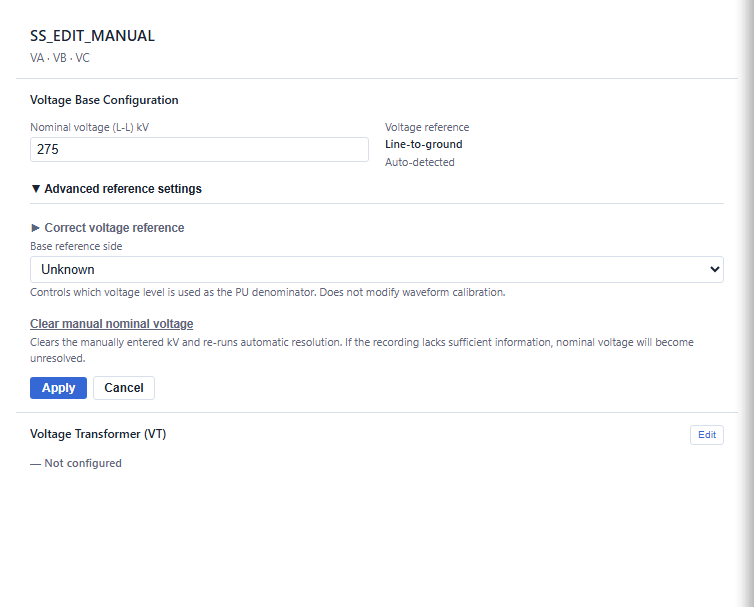 SS_EDIT_MANUAL
VA · VB · VC
Voltage Base Configuration
Nominal voltage (L-L) kV
275
Voltage reference
Line-to-ground
Auto-detected
▼ Advanced reference settings
▶ Correct voltage reference
Base reference side
Unknown
Controls which voltage level is used as the PU denominator. Does not modify waveform calibration.
Clear manual nominal voltage
Clears the manually entered kV and re-runs automatic resolution. If the recording lacks sufficient information, nominal voltage will become
unresolved.
Apply Cancel
Voltage Transformer (VT)
Edit
— Not configured